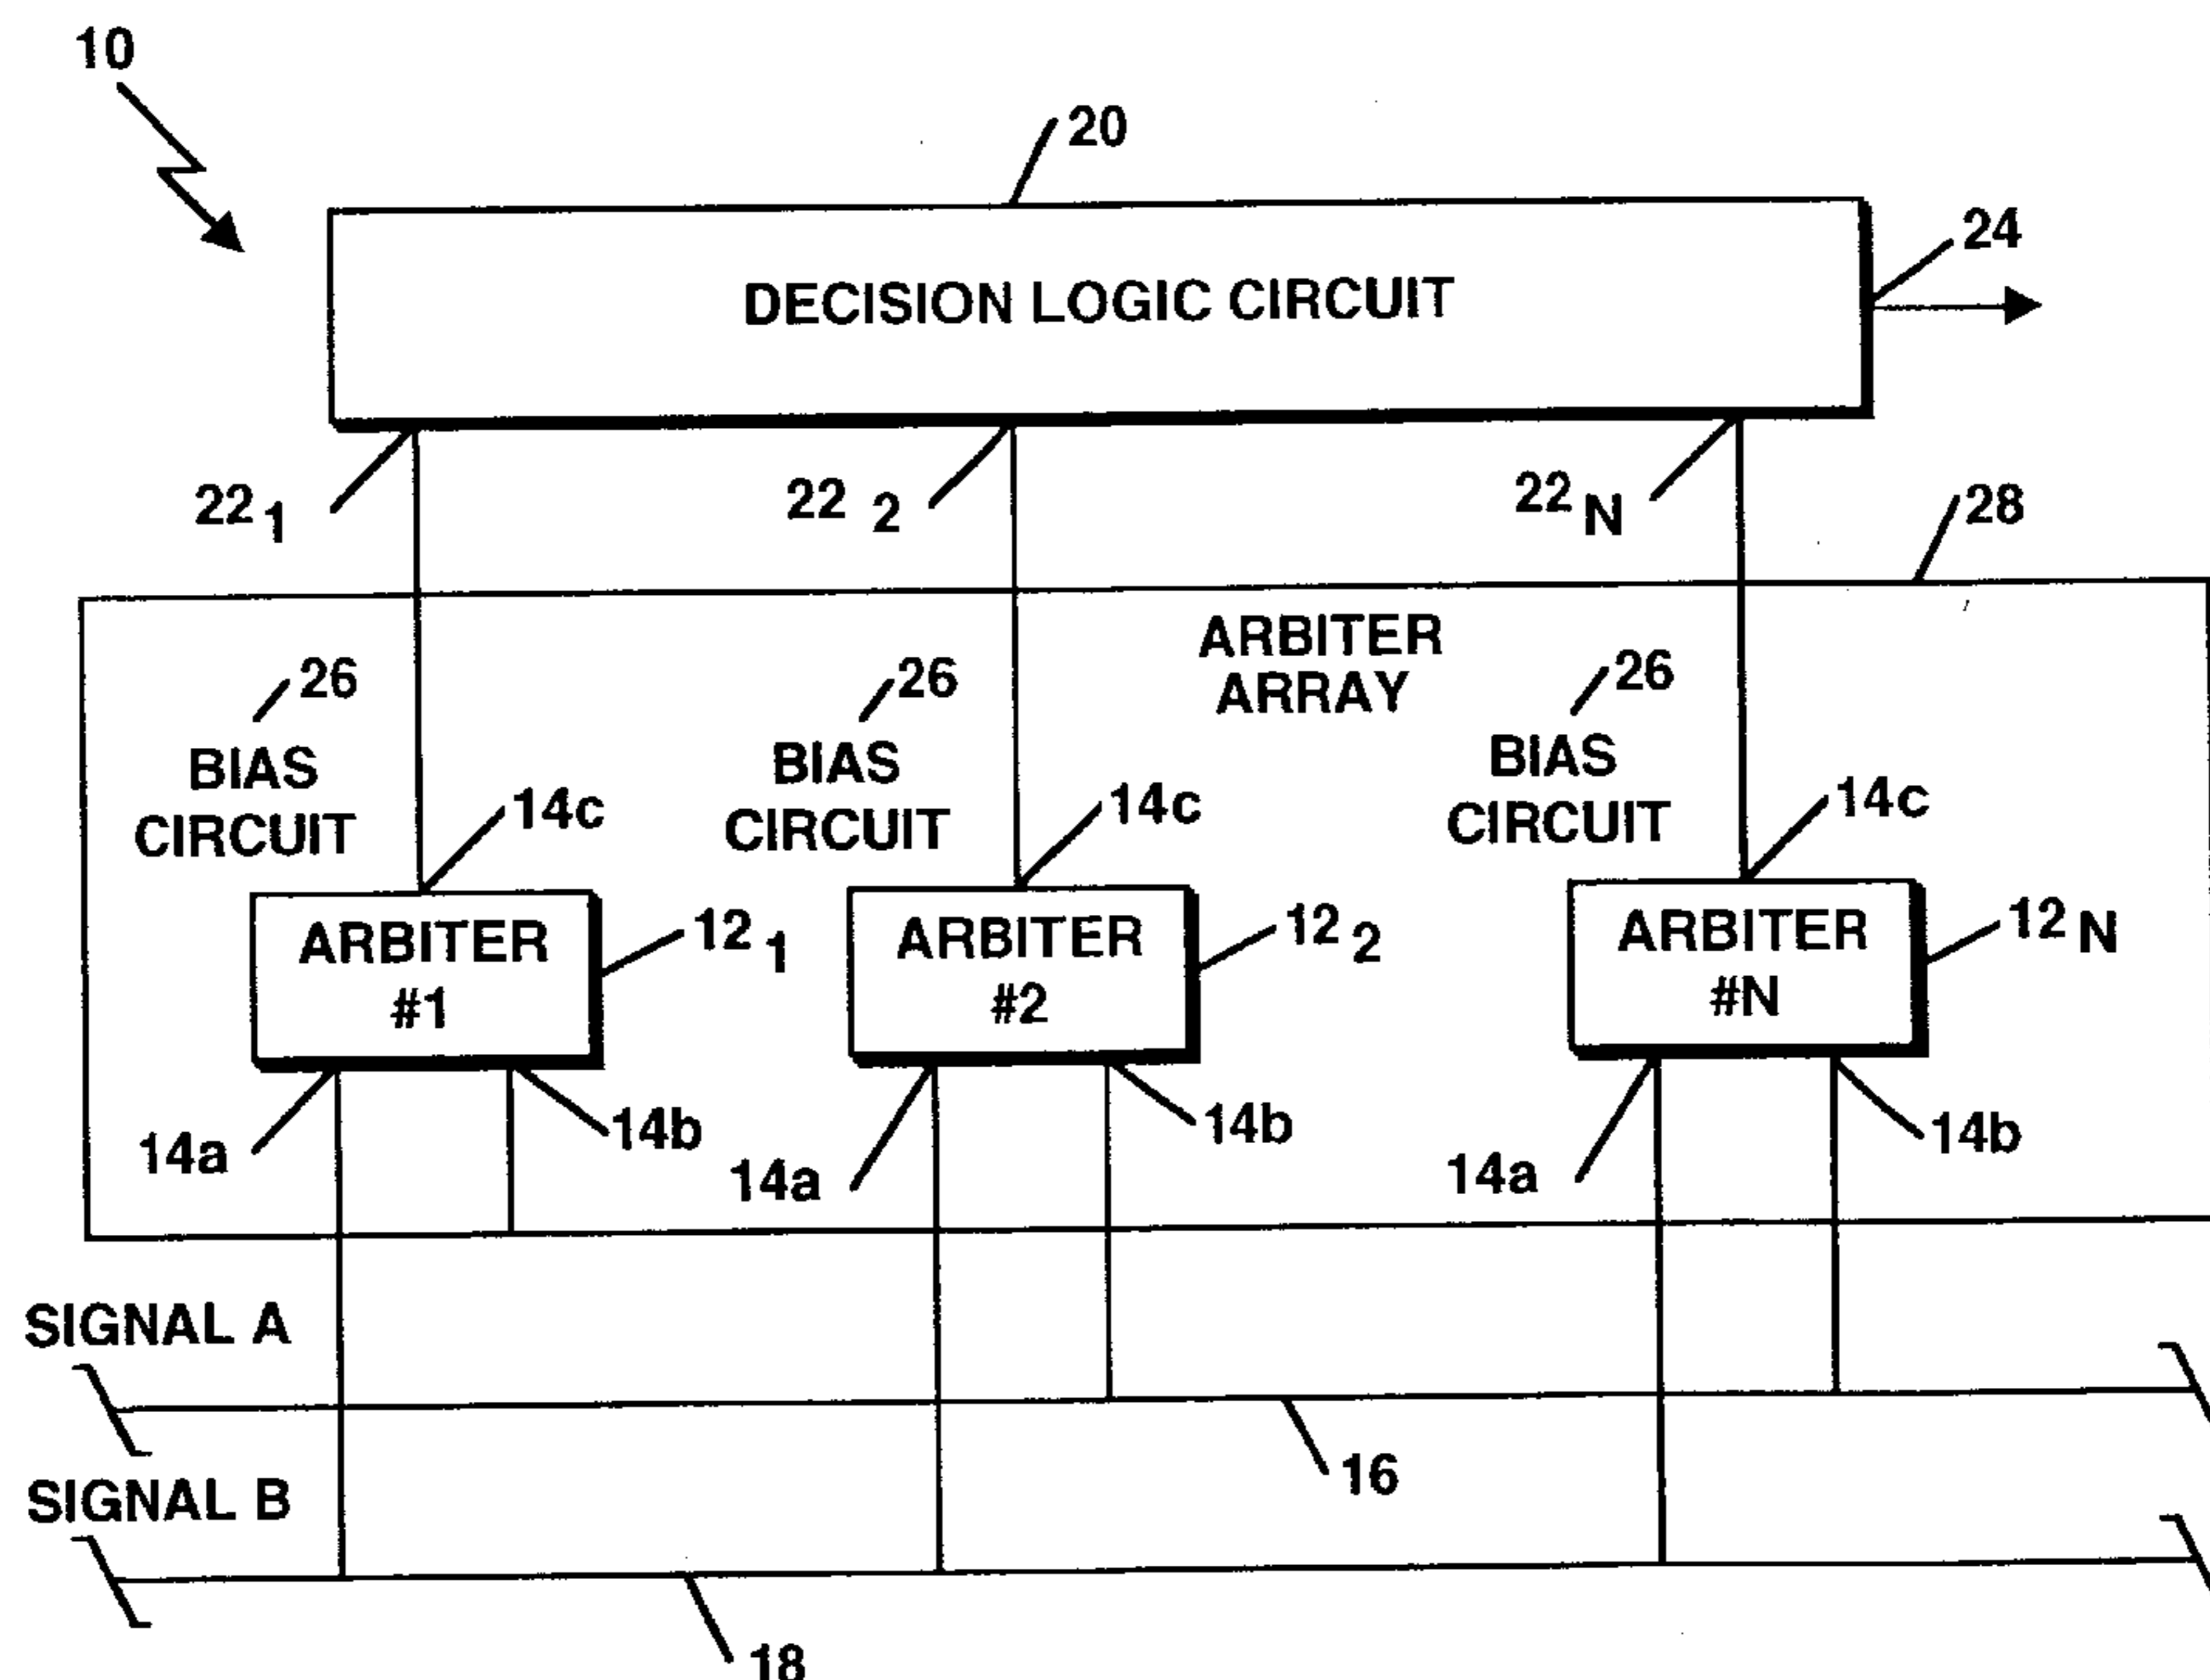 10
20
24
DECISION LOGIC CIRCUIT
22 1
22 2
22 N
28
ARBITER
ARRAY
26
26
26
BIAS
CIRCUIT
BIAS
CIRCUIT
BIAS
CIRCUIT
14c
14c
14c
ARBITER
#1
12 1
ARBITER
#2
12 2
ARBITER
#N
12 N
14a
14b
14a
14b
14a
14b
SIGNAL A
16
SIGNAL B
18